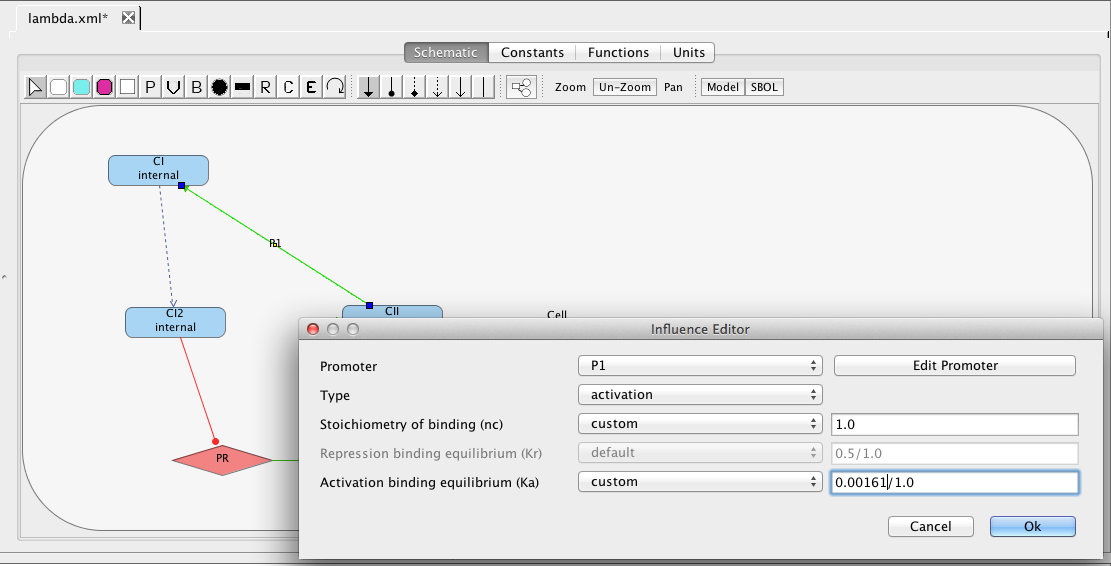 lambda.xml*
Schematic Constants Functions Units
P V B R C E Zoom Un-Zoom Pan Model SBOL
CI
internal
P1
CI2
internal
CII
Cell
PR
Influence Editor
Promoter P1 Edit Promoter
Type activation
Stoichiometry of binding (nc) custom 1.0
Repression binding equilibrium (Kr) default 0.5/1.0
Activation binding equilibrium (Ka) custom 0.00161/1.0
Cancel Ok